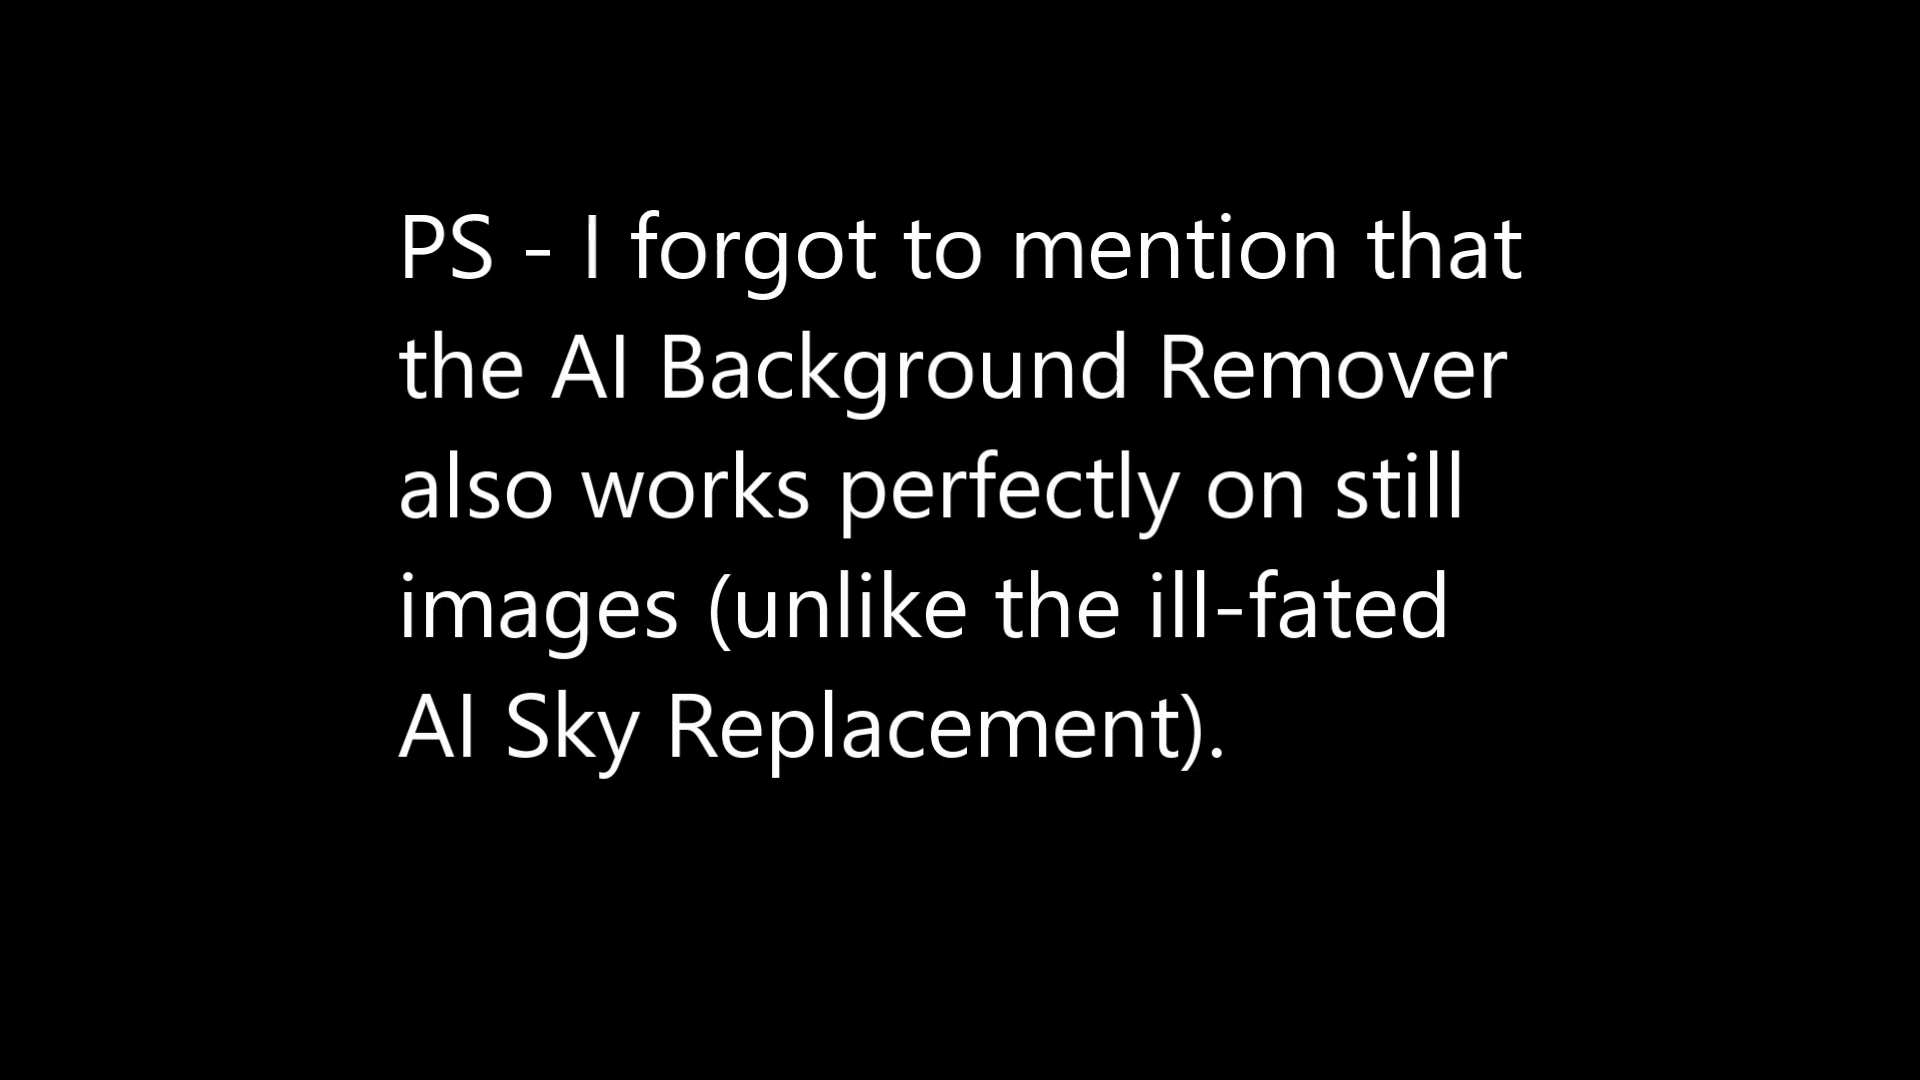 PS - I forgot to mention that
the AI Background Remover
also works perfectly on still
images (unlike the ill-fated
AI Sky Replacement).